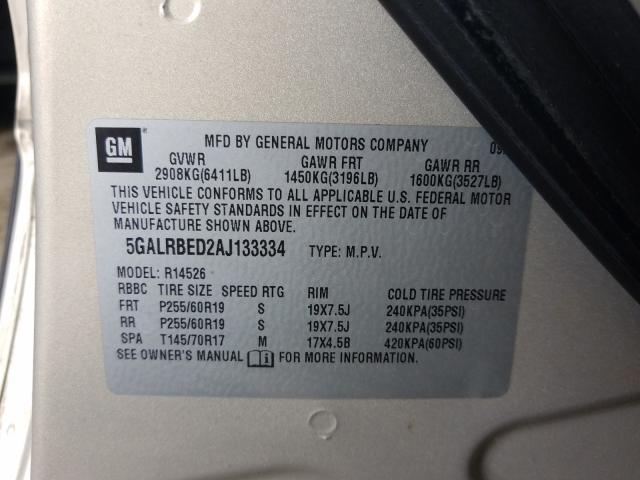 GM
MFD BY GENERAL MOTORS COMPANY 09
GVWR GAWR FRT GAWR RR
2908KG(6411LB) 1450KG(3196LB) 1600KG(3527LB)
THIS VEHICLE CONFORMS TO ALL APPLICABLE U.S. FEDERAL MOTOR
VEHICLE SAFETY STANDARDS IN EFFECT ON THE DATE OF
MANUFACTURE SHOWN ABOVE.
5GALRBED2AJ133334 TYPE: M.P.V.
MODEL: R14526
RBBC TIRE SIZE SPEED RTG RIM COLD TIRE PRESSURE
FRT P255/60R19 S 19X7.5J 240KPA(35PSI)
RR P255/60R19 S 19X7.5J 240KPA(35PSI)
SPA T145/70R17 M 17X4.5B 420KPA(60PSI)
SEE OWNER'S MANUAL FOR MORE INFORMATION.